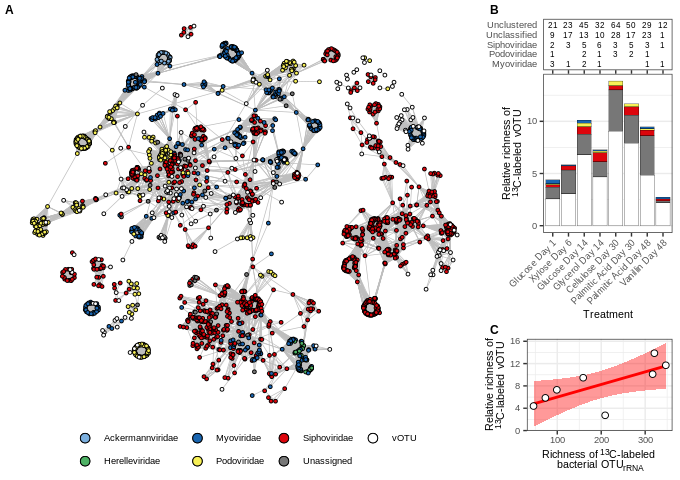 A
B
Unclustered 21 23 45 32 64 50 29 12
Unclassified 9 17 13 10 28 17 23 1
Siphoviridae 2 3 5 6 3 5 3 1
Podoviridae 1 2 1 3 2 1
Myoviridae 3 1 2 1 1 1
Relative richness of
13C-labeled vOTU
10
5
0
Glucose Day 1
Xylose Day 6
Glucose Day 14
Glycerol Day 14
Cellulose Day 30
Palmitic Acid Day 30
Palmitic Acid Day 48
Vanillin Day 48
Treatment
C
Relative richness of
13C-labeled vOTU
16
12
8
4
0
100 200 300
Richness of 13C-labeled
bacterial OTUrRNA
Ackermannviridae Myoviridae Siphoviridae vOTU
Herelleviridae Podoviridae Unassigned